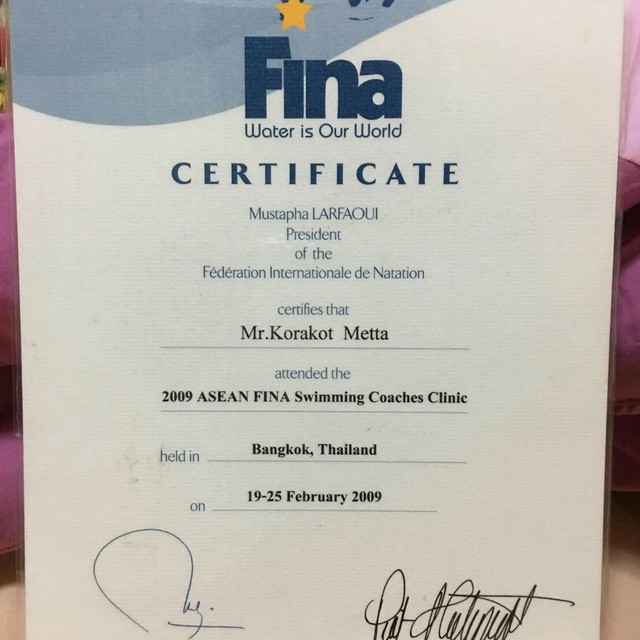 Fina
Water is Our World
CERTIFICATE
Mustapha LARFAOUI
President
of the
Fédération Internationale de Natation
certifies that
Mr.Korakot Metta
attended the
2009 ASEAN FINA Swimming Coaches Clinic
held in Bangkok, Thailand
on 19-25 February 2009